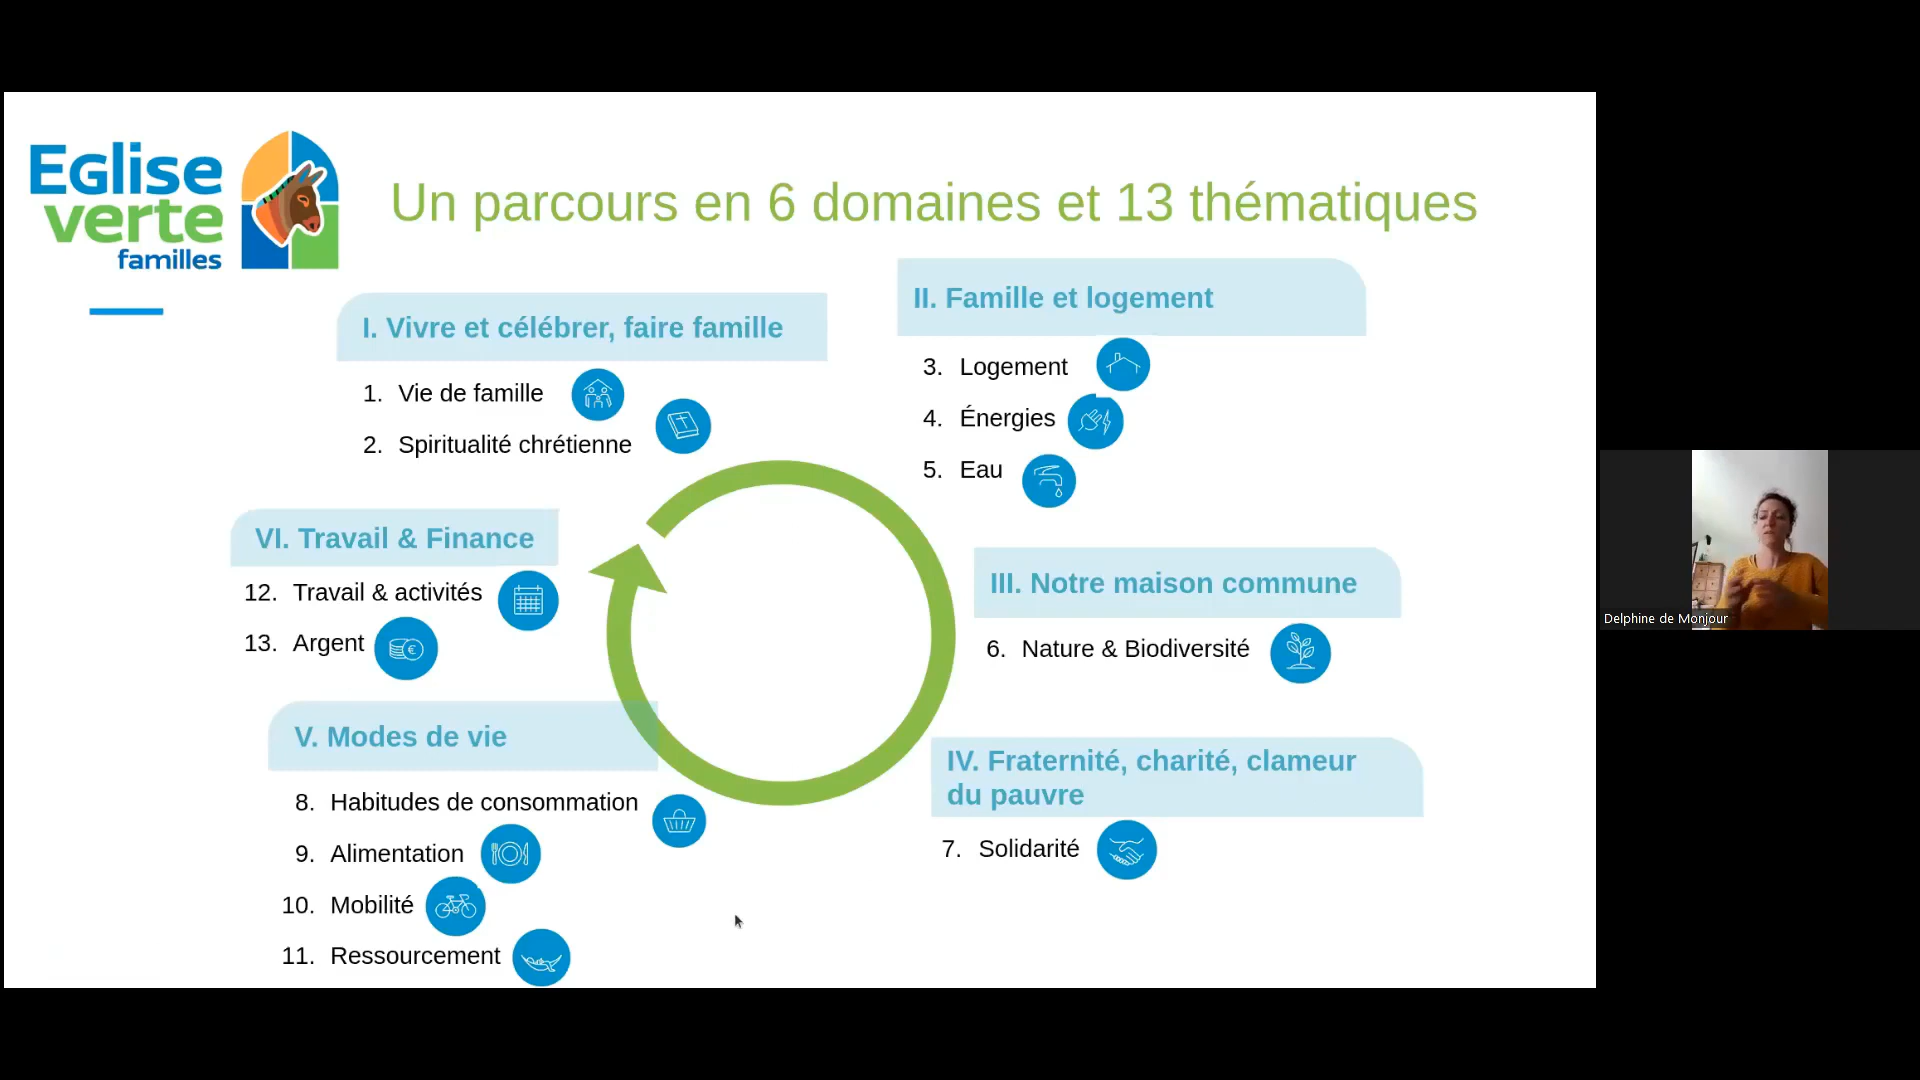 Eglise
verte
familles
Un parcours en 6 domaines et 13 thématiques
I. Vivre et célébrer, faire famille
1. Vie de famille
2. Spiritualité chrétienne
II. Famille et logement
3. Logement
4. Énergies
5. Eau
III. Notre maison commune
6. Nature & Biodiversité
IV. Fraternité, charité, clameur
du pauvre
7. Solidarité
V. Modes de vie
8. Habitudes de consommation
9. Alimentation
10. Mobilité
11. Ressourcement
VI. Travail & Finance
12. Travail & activités
13. Argent
Delphine de Monjour